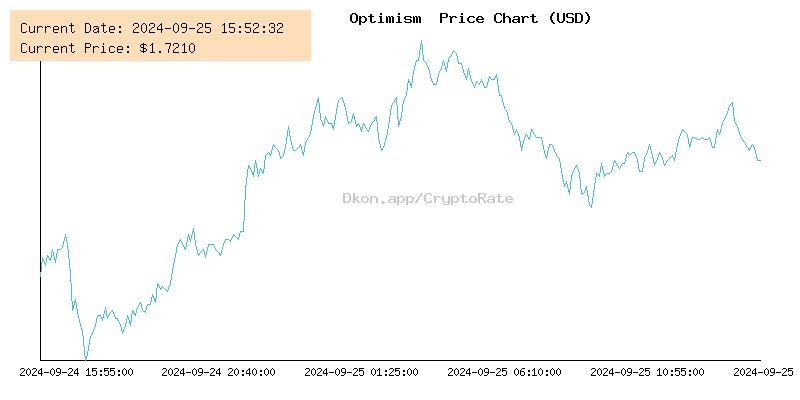 Optimism  Price Chart (USD)
Current Date: 2024-09-25 15:52:32
Current Price: $1.7210
Dkon.app/CryptoRate
2024-09-24 15:55:00 2024-09-24 20:40:00 2024-09-25 01:25:00 2024-09-25 06:10:00 2024-09-25 10:55:00 2024-09-25